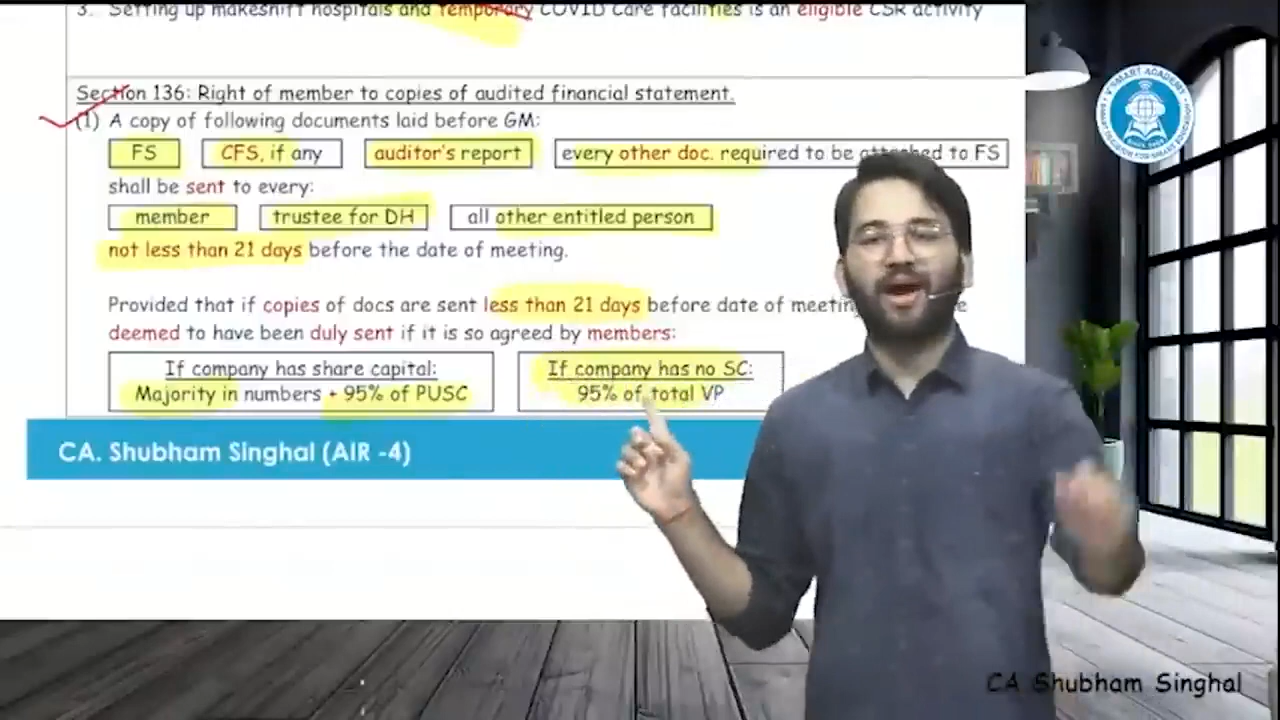 3. Setting up makeshift hospitals and temporary COVID Care facilities is an eligible CSR activity
Section 136: Right of member to copies of audited financial statement.
(1) A copy of following documents laid before GM:
FS CFS, if any auditor's report every other doc. required to be attached to FS
shall be sent to every:
member trustee for DH all other entitled person
not less than 21 days before the date of meeting.
Provided that if copies of docs are sent less than 21 days before date of meeting
deemed to have been duly sent if it is so agreed by members:
If company has share capital: If company has no SC:
Majority in numbers + 95% of PUSC 95% of total VP
CA. Shubham Singhal (AIR -4)
V'SMART ACADEMY
CA Shubham Singhal